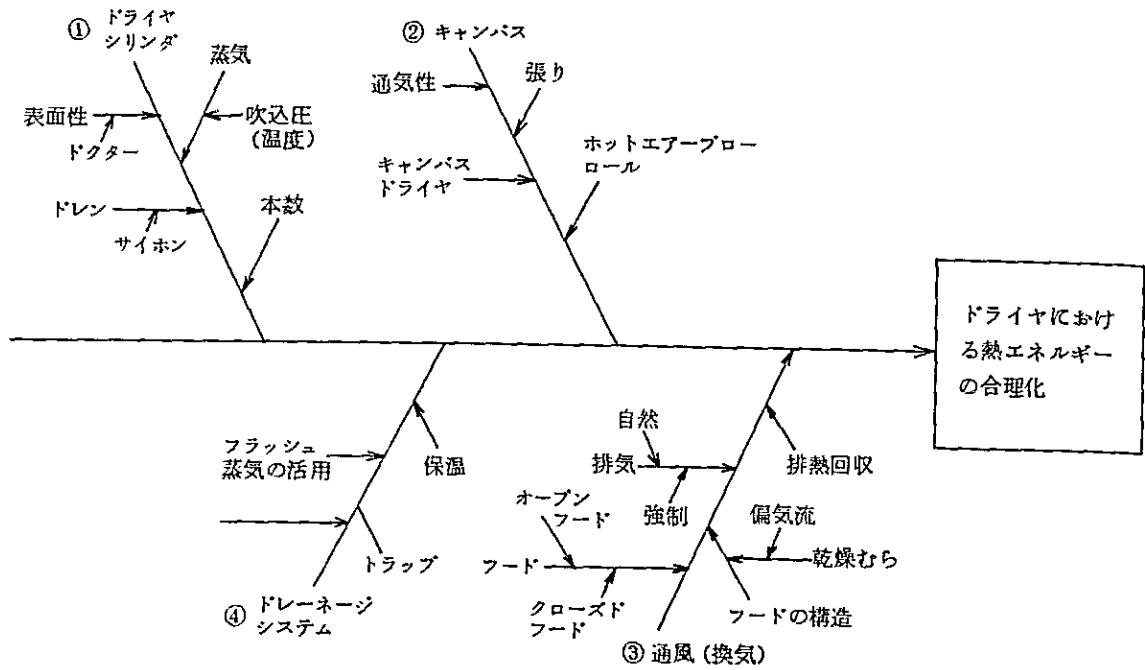 ① ドライヤ
シリンダ
蒸気
表面性
吹込圧
(温度)
ドクター
ドレン
サイホン
本数
② キャンバス
通気性
張り
キャンバス
ドライヤ
ホットエアーブロー
ロール
ドライヤにおけ
る熱エネルギー
の合理化
フラッシュ
蒸気の活用
保温
トラップ
④ ドレーネージ
システム
自然
排気
強制
排熱回収
オープン
フード
フード
クローズド
フード
偏気流
乾燥むら
フードの構造
③ 通風 (換気)